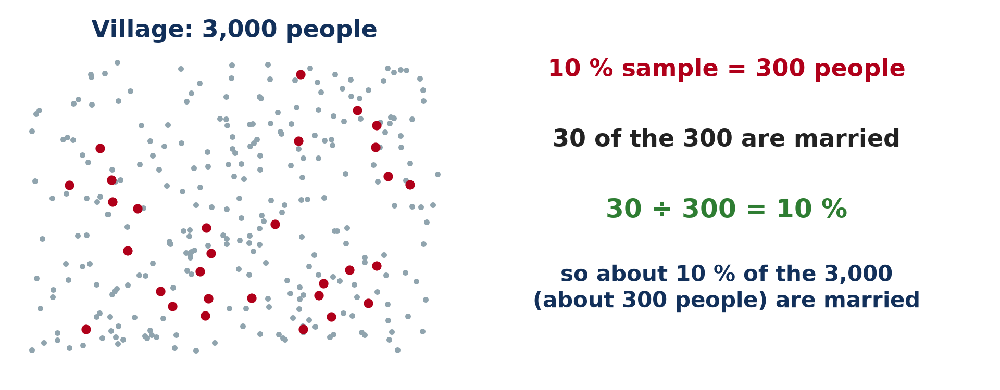 Village: 3,000 people
10 % sample = 300 people
30 of the 300 are married
30 ÷ 300 = 10 %
so about 10 % of the 3,000
(about 300 people) are married